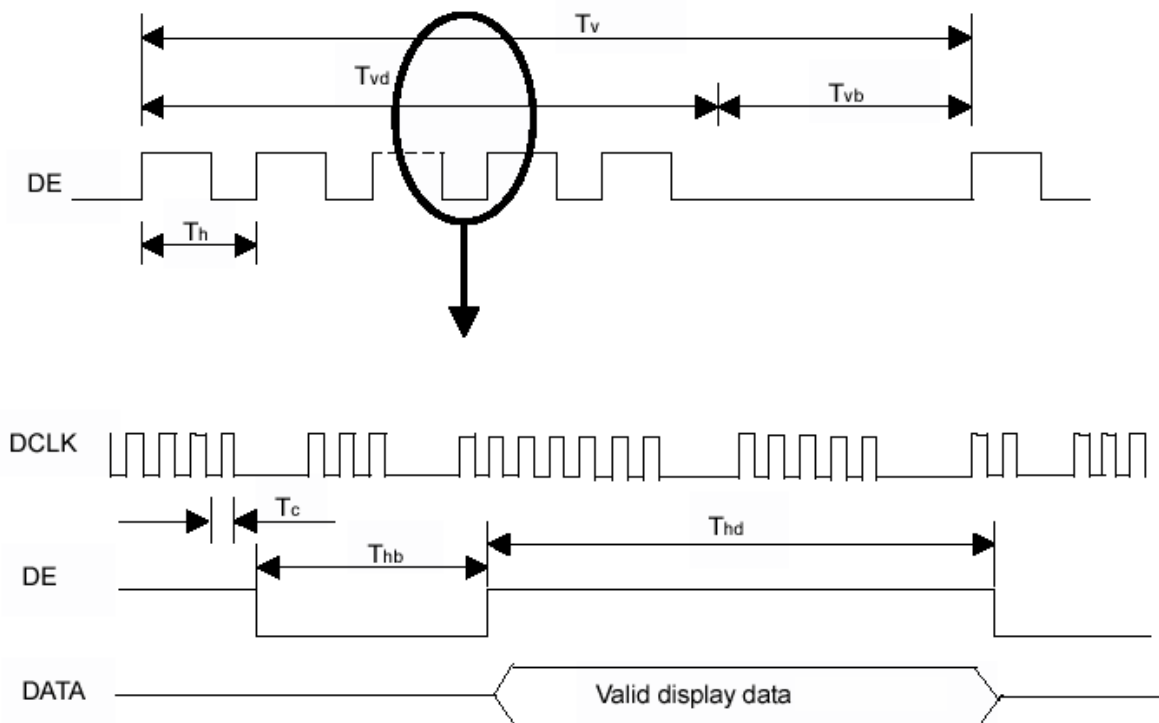 Tv
Tvd
Tvb
DE
Th
DCLK
Tc
Thd
Thb
DE
DATA
Valid display data